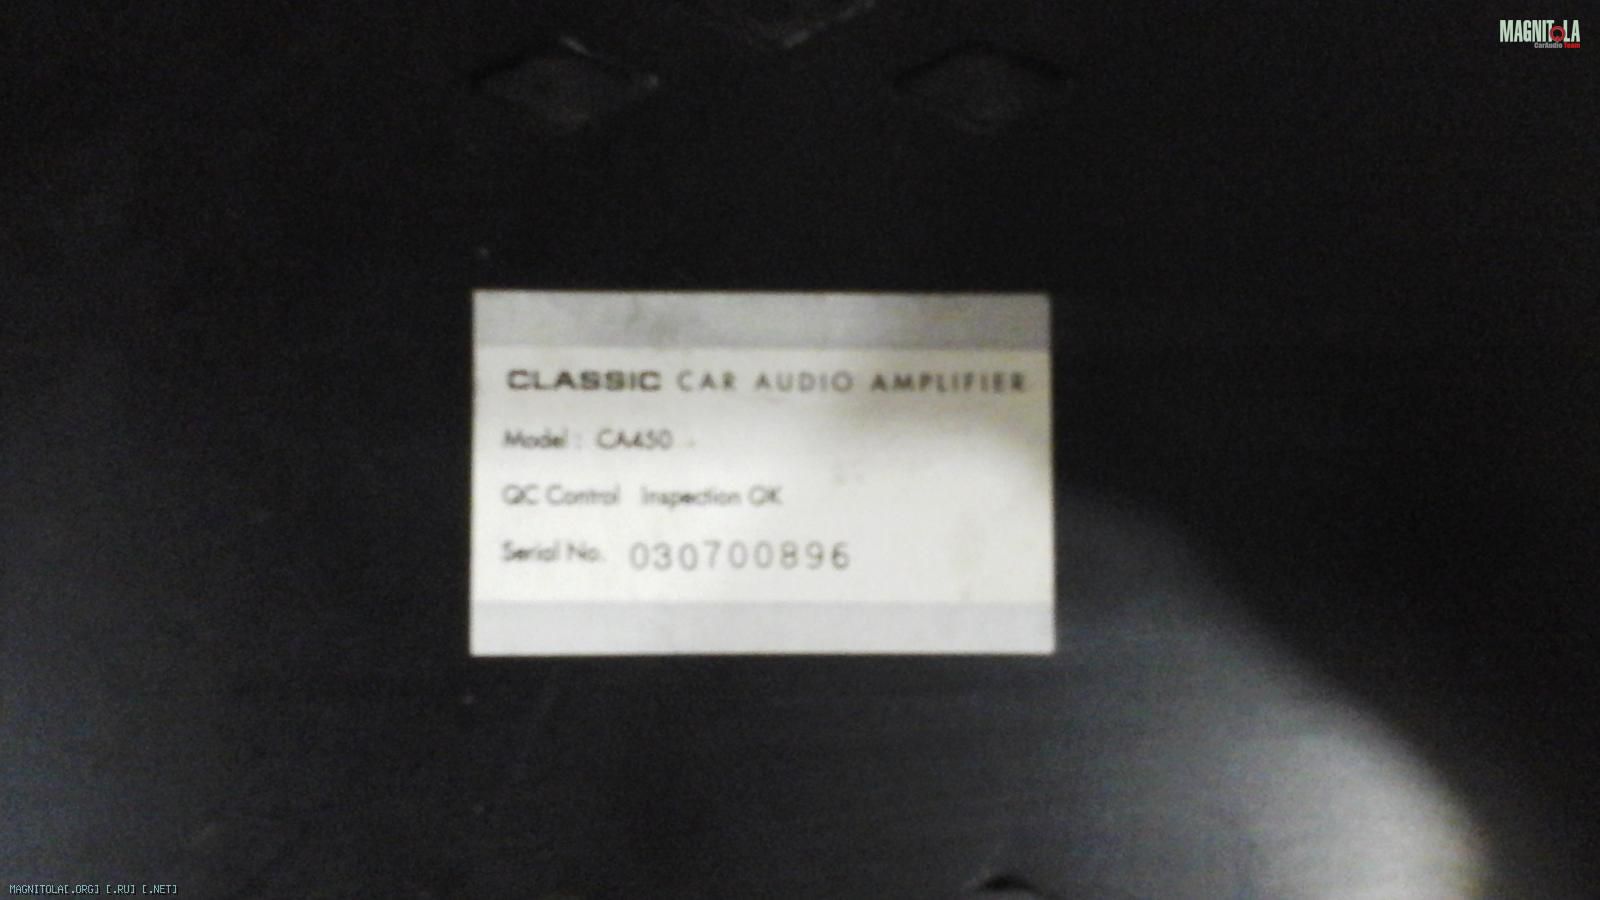 MAGNITOLA
CarAudio Team
CLASSIC CAR AUDIO AMPLIFIER
Model : CA450
QC Control Inspection OK
Serial No. 030700896
MAGNITOLA[.ORG] [.RU] [.NET]